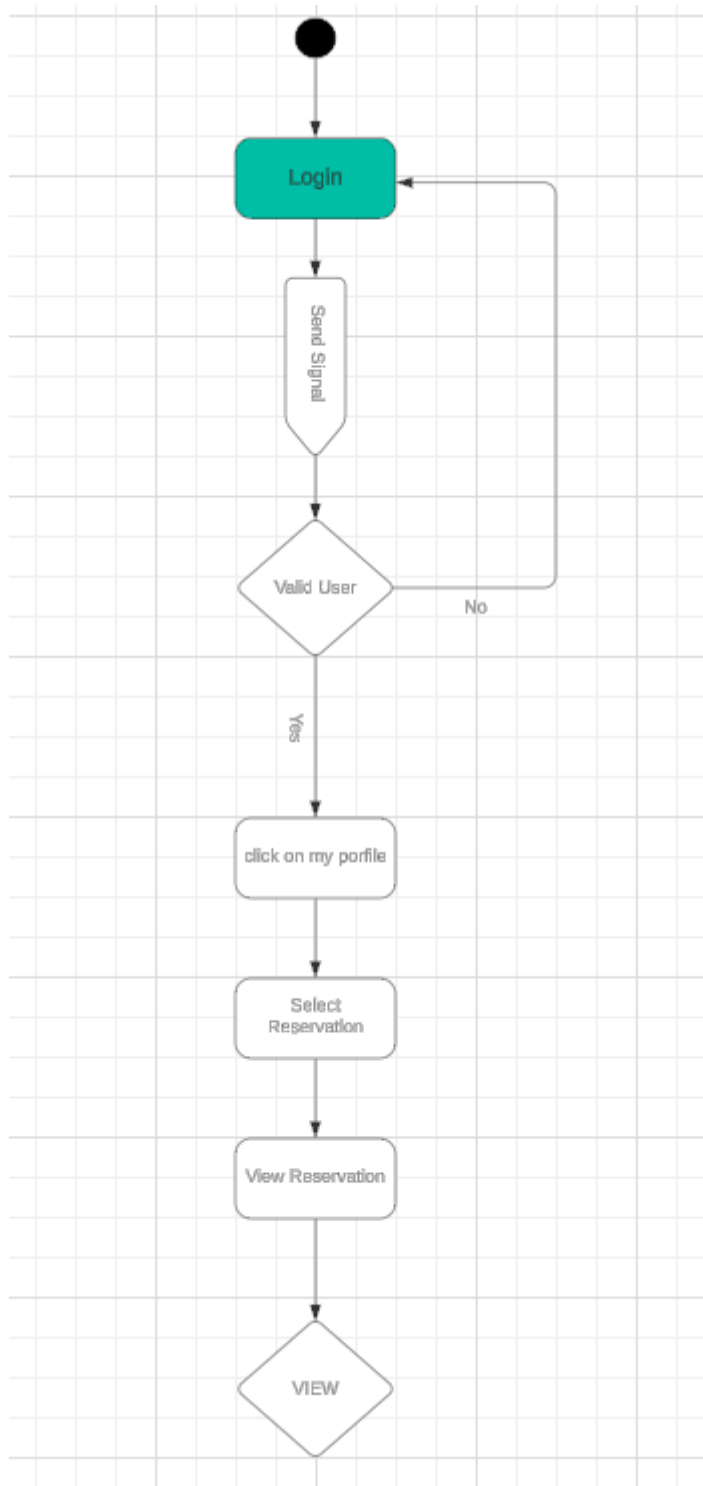 Login
Send Signal
Valid User
No
Yes
click on my porfile
Select
Reservation
View Reservation
VIEW